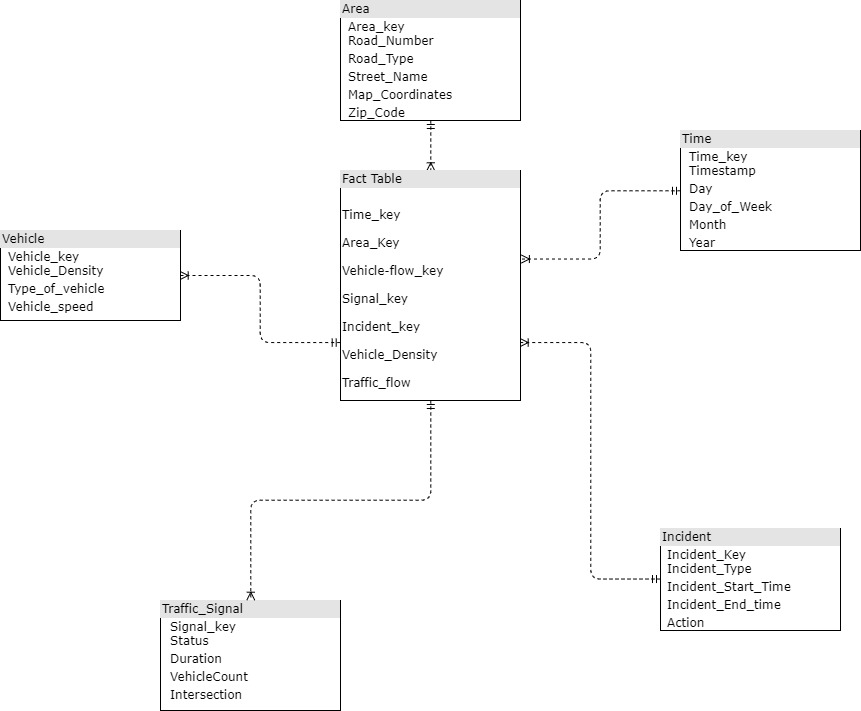 Area
Area_key
Road_Number
Road_Type
Street_Name
Map_Coordinates
Zip_Code
Time
Time_key
Timestamp
Day
Day_of_Week
Month
Year
Fact Table
Time_key
Area_Key
Vehicle-flow_key
Signal_key
Incident_key
Vehicle_Density
Traffic_flow
Vehicle
Vehicle_key
Vehicle_Density
Type_of_vehicle
Vehicle_speed
Incident
Incident_Key
Incident_Type
Incident_Start_Time
Incident_End_time
Action
Traffic_Signal
Signal_key
Status
Duration
VehicleCount
Intersection